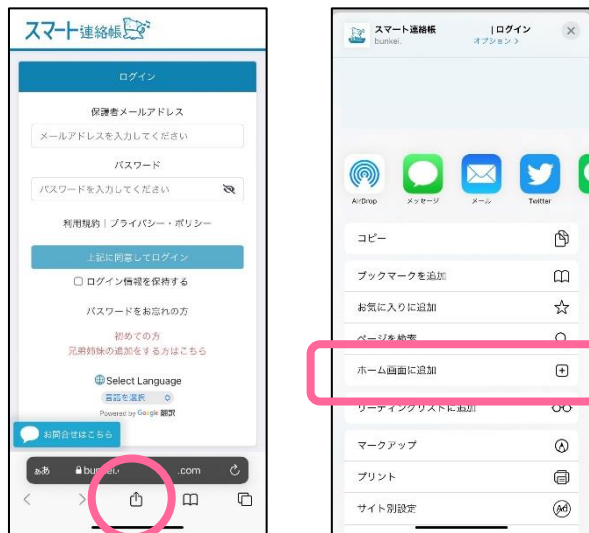 スマート連絡帳
ログイン
保護者メールアドレス
メールアドレスを入力してください
パスワード
パスワードを入力してください
利用規約｜プライバシー・ポリシー
上記に同意してログイン
ログイン情報を保持する
パスワードをお忘れの方
初めての方
兄弟姉妹の追加をする方はこちら
Select Language
言語を選択
Powered by Google 翻訳
お問合せはこちら
ぁあ bunkei. .com
スマート連絡帳 |ログイン
bunkei. オプション >
AirDrop メッセージ メール Twitter
コピー
ブックマークを追加
お気に入りに追加
ページを検索
ホーム画面に追加
リーディングリストに追加
マークアップ
プリント
サイト別設定
Ad